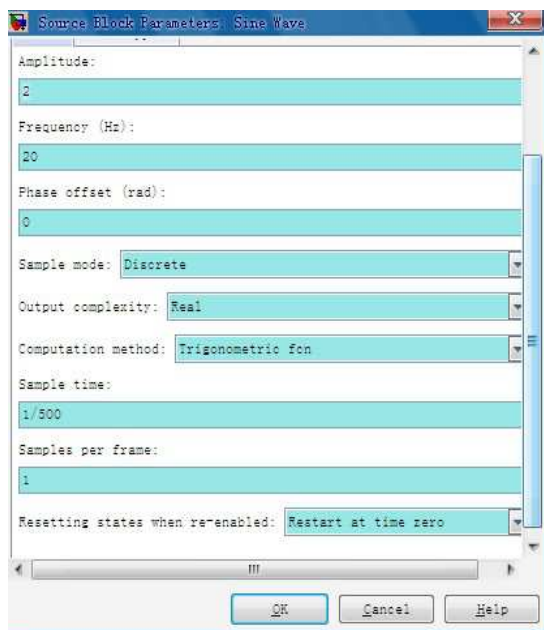 Source Block Parameters: Sine Wave
Amplitude:
2
Frequency (Hz):
20
Phase offset (rad):
0
Sample mode: Discrete
Output complexity: Real
Computation method: Trigonometric fcn
Sample time:
1/500
Samples per frame:
1
Resetting states when re-enabled: Restart at time zero
OK Cancel Help